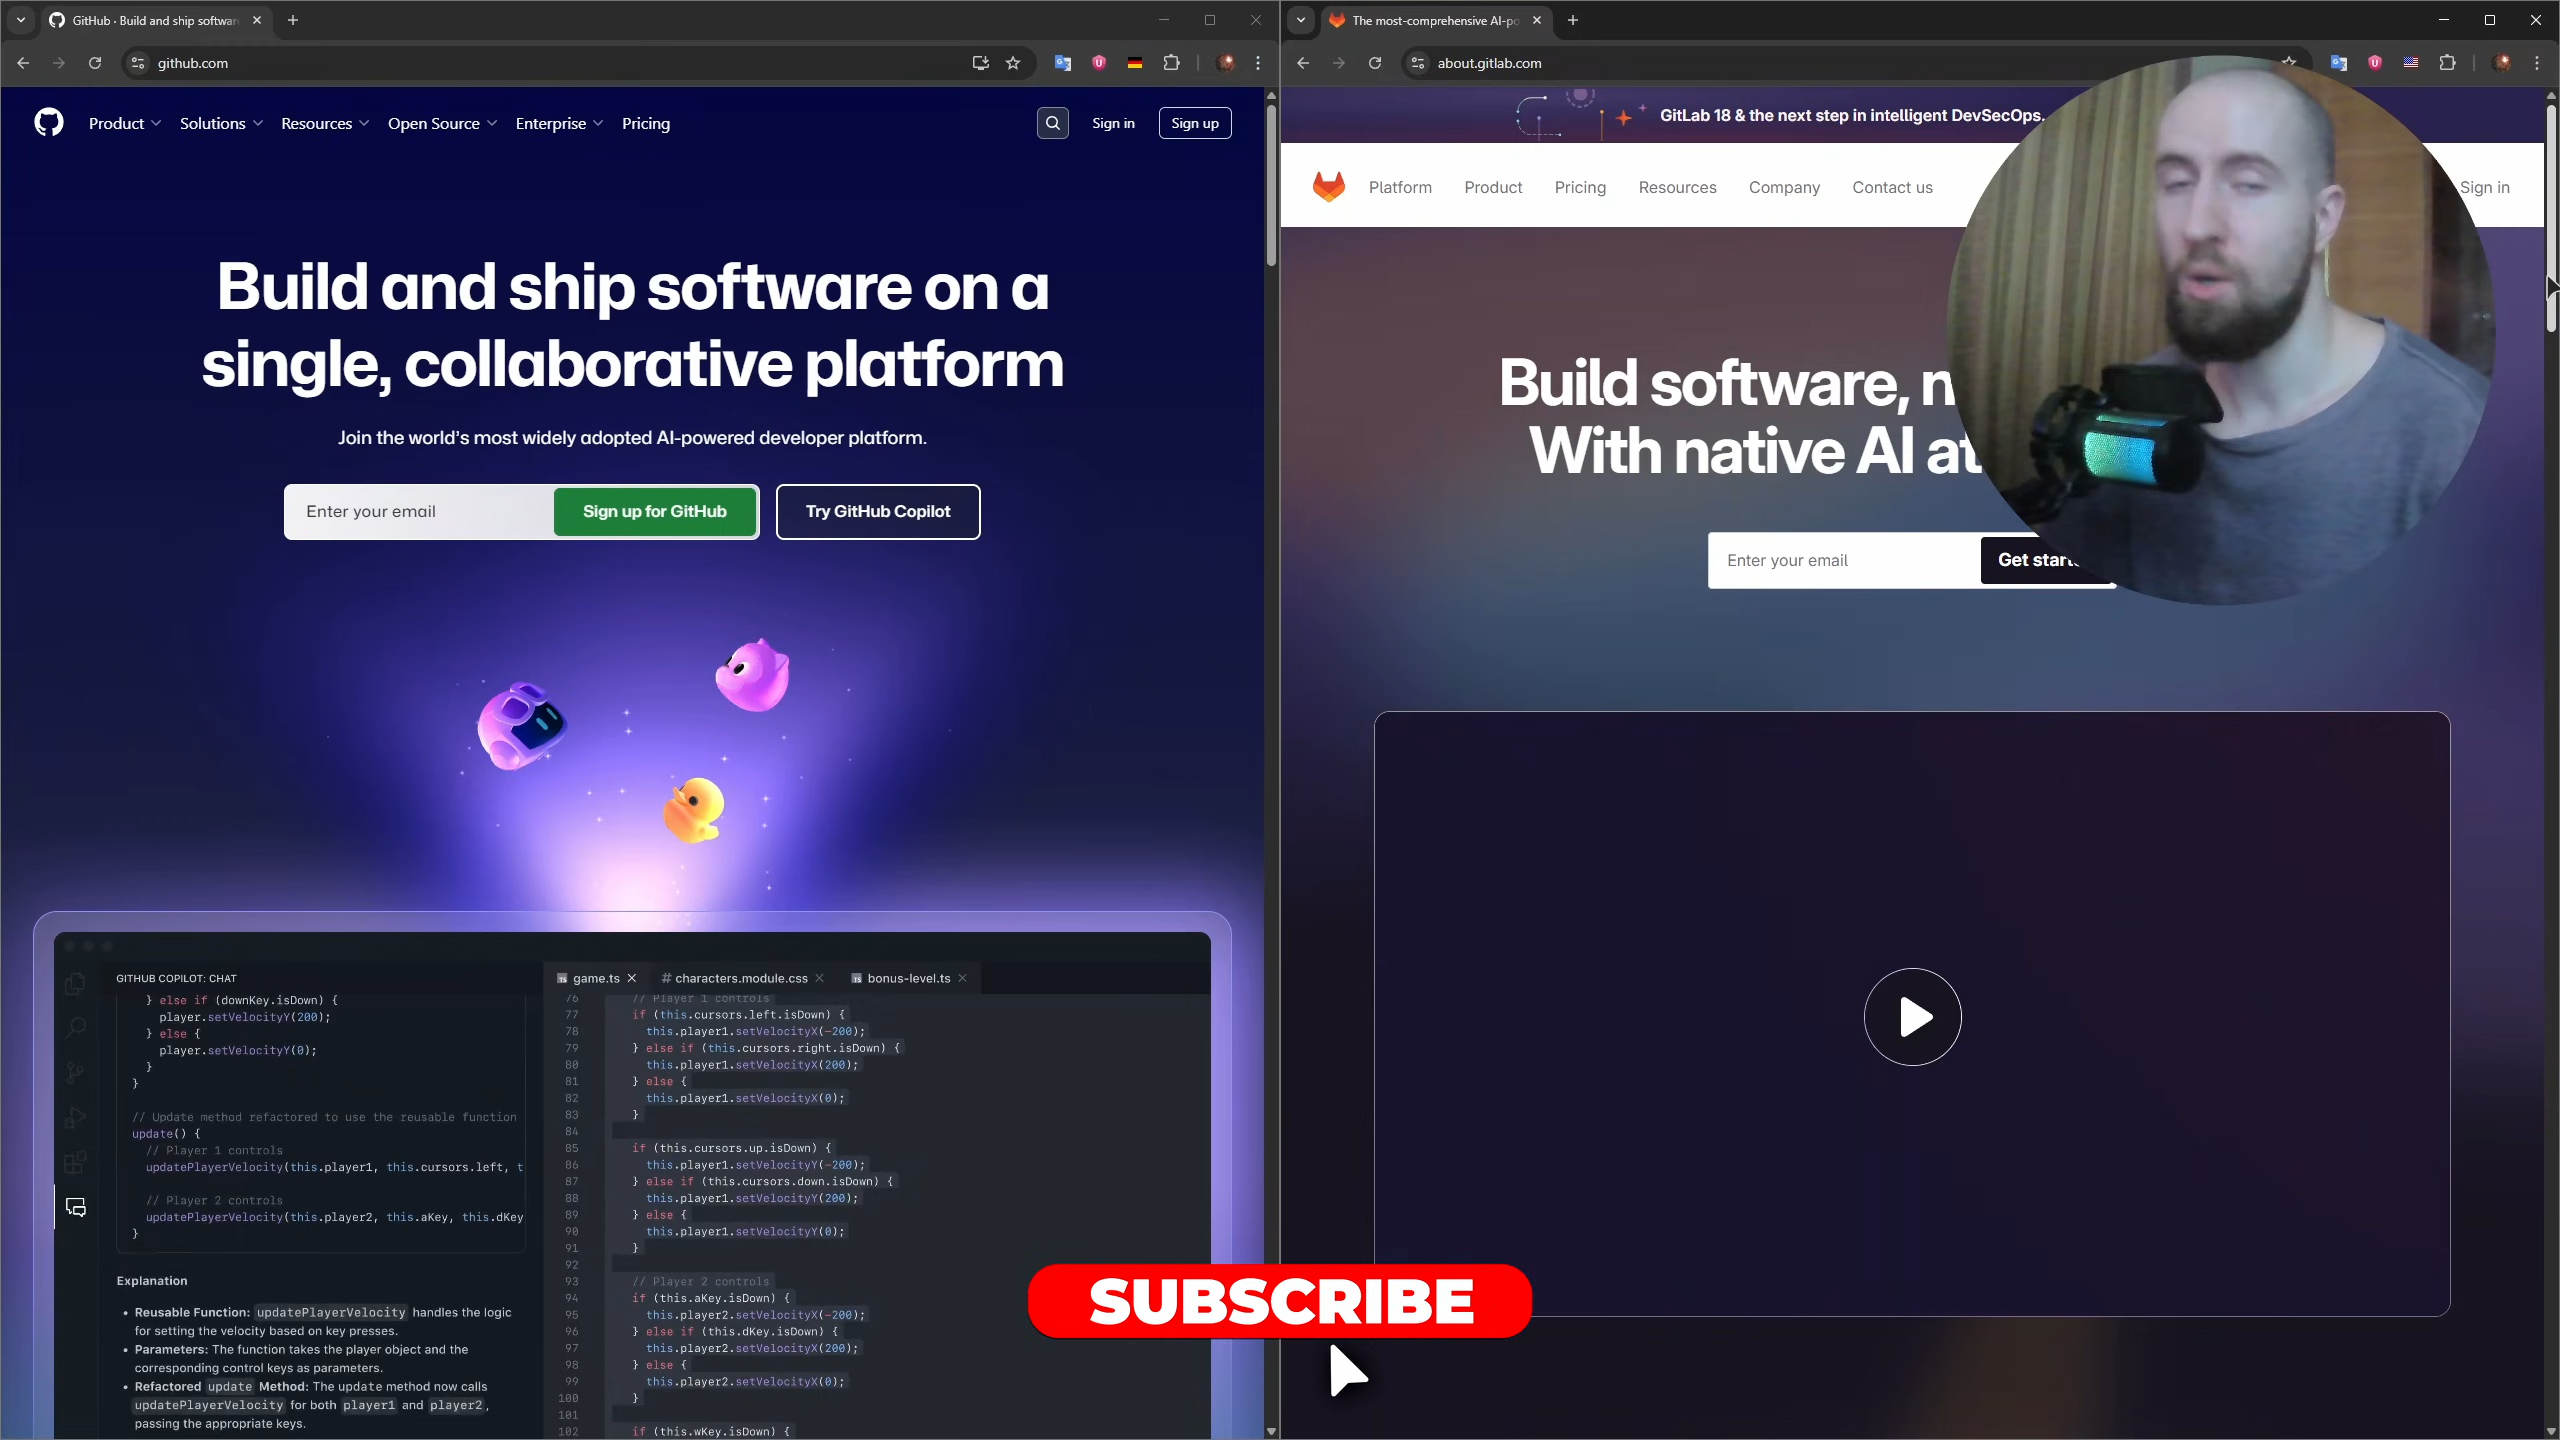 GitHub · Build and ship software
github.com
Product
Solutions
Resources
Open Source
Enterprise
Pricing
Sign in
Sign up
Build and ship software on a
single, collaborative platform
Join the world's most widely adopted AI-powered developer platform.
Enter your email
Sign up for GitHub
Try GitHub Copilot
GITHUB COPILOT: CHAT
} else if (downKey.isDown) {
player.setVelocityY(200);
} else {
player.setVelocityY(0);
}
}
// Update method refactored to use the reusable function
update() {
// Player 1 controls
updatePlayerVelocity(this.player1, this.cursors.left, t
// Player 2 controls
updatePlayerVelocity(this.player2, this.aKey, this.dKey
}
Explanation
• Reusable Function: updatePlayerVelocity handles the logic
for setting the velocity based on key presses.
• Parameters: The function takes the player object and the
corresponding control keys as parameters.
• Refactored update Method: The update method now calls
updatePlayerVelocity for both player1 and player2,
passing the appropriate keys.
game.ts
# characters.module.css
bonus-level.ts
76 // Player 1 controls
77 if (this.cursors.left.isDown) {
78 this.player1.setVelocityX(-200);
79 } else if (this.cursors.right.isDown) {
80 this.player1.setVelocityX(200);
81 } else {
82 this.player1.setVelocityX(0);
83 }
84
85 if (this.cursors.up.isDown) {
86 this.player1.setVelocityY(-200);
87 } else if (this.cursors.down.isDown) {
88 this.player1.setVelocityY(200);
89 } else {
90 this.player1.setVelocityY(0);
91 }
92
93 // Player 2 controls
94 if (this.aKey.isDown) {
95 this.player2.setVelocityX(-200);
96 } else if (this.dKey.isDown) {
97 this.player2.setVelocityX(200);
98 } else {
99 this.player2.setVelocityX(0);
100 }
101
102 if (this.wKey.isDown) {
The most-comprehensive AI-po
about.gitlab.com
GitLab 18 & the next step in intelligent DevSecOps.
Platform
Product
Pricing
Resources
Company
Contact us
Sign in
Build software, n
With native AI at
Enter your email
Get start
SUBSCRIBE